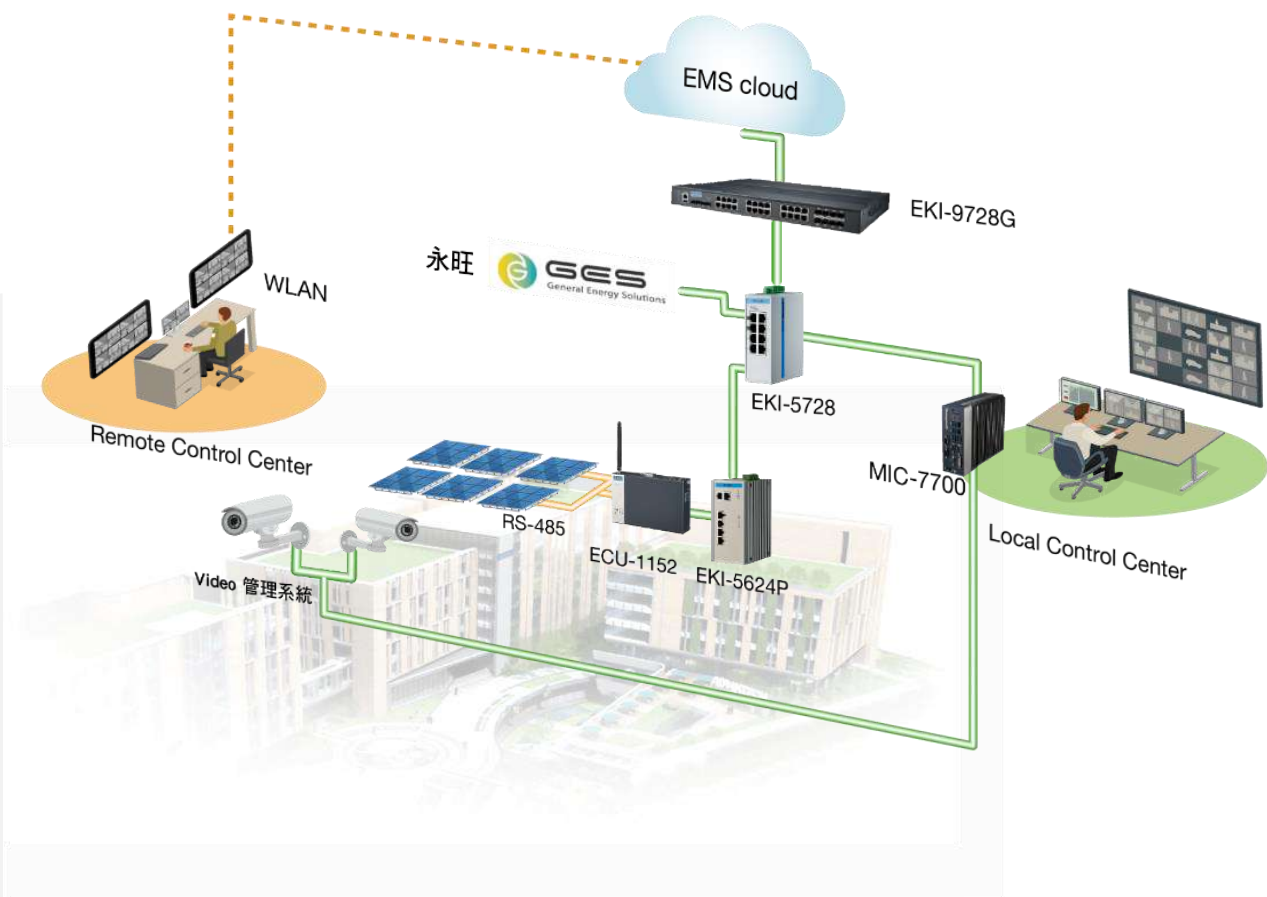 EMS cloud
EKI-9728G
永旺
GES
General Energy Solutions
WLAN
EKI-5728
Remote Control Center
MIC-7700
RS-485
ECU-1152
EKI-5624P
Local Control Center
Video 管理系統